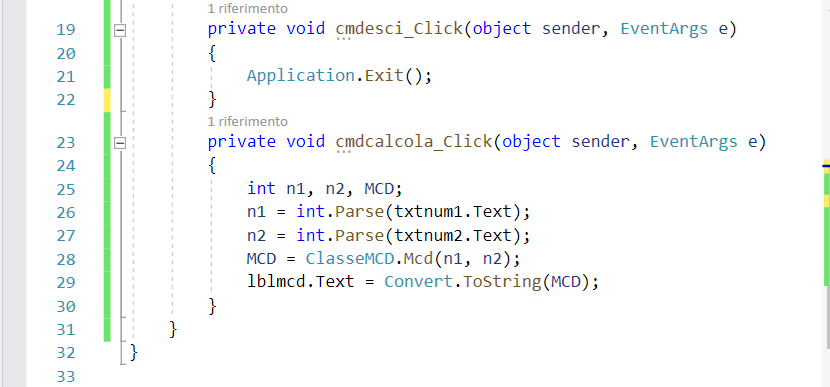 1 riferimento
19 private void cmdesci_Click(object sender, EventArgs e)
20 {
21 Application.Exit();
22 }
1 riferimento
23 private void cmdcalcola_Click(object sender, EventArgs e)
24 {
25 int n1, n2, MCD;
26 n1 = int.Parse(txtnum1.Text);
27 n2 = int.Parse(txtnum2.Text);
28 MCD = ClasseMCD.Mcd(n1, n2);
29 lblmcd.Text = Convert.ToString(MCD);
30 }
31 }
32 }
33